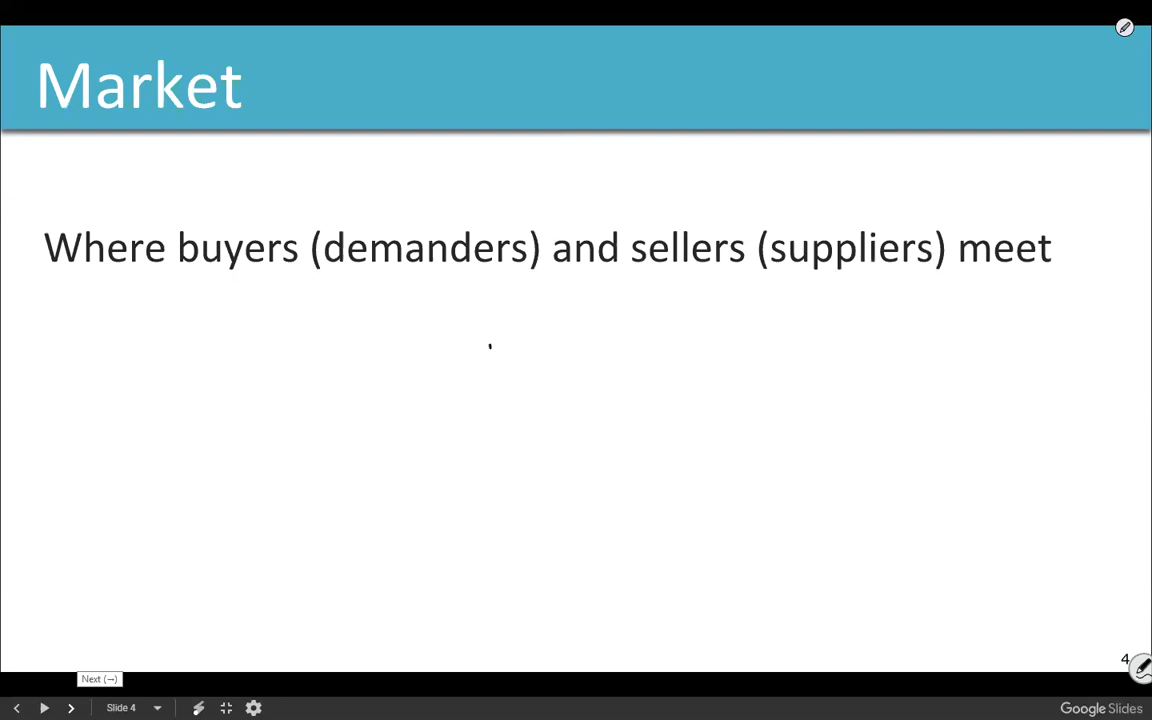 Market
Where buyers (demanders) and sellers (suppliers) meet
4
Next (→)
Slide 4
Google Slides